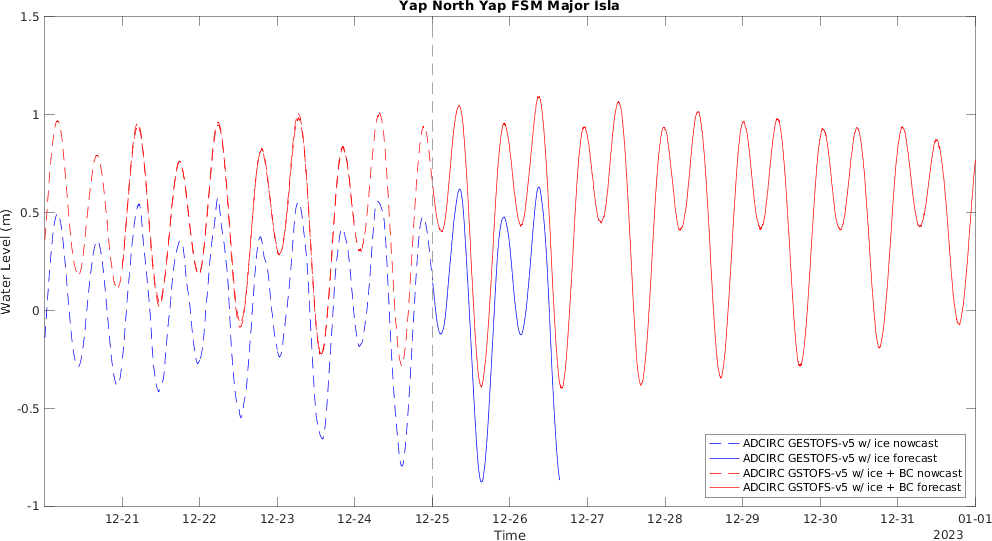 Yap North Yap FSM Major Isla
1.5
1
0.5
0
-0.5
-1
Water Level (m)
12-21
12-22
12-23
12-24
12-25
12-26
12-27
12-28
12-29
12-30
12-31
01-01
2023
Time
ADCIRC GESTOFS-v5 w/ ice nowcast
ADCIRC GESTOFS-v5 w/ ice forecast
ADCIRC GSTOFS-v5 w/ ice + BC nowcast
ADCIRC GSTOFS-v5 w/ ice + BC forecast